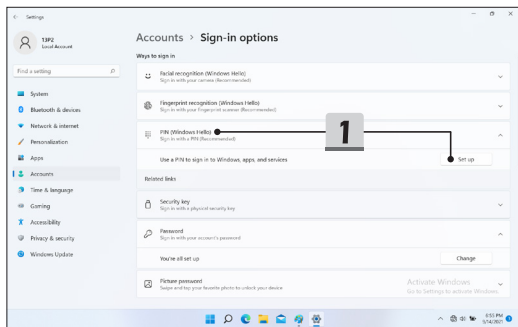 Settings
13PZ
Local Account
Find a setting
System
Bluetooth & devices
Network & internet
Personalization
Apps
Accounts
Time & language
Gaming
Accessibility
Privacy & security
Windows Update
Accounts > Sign-in options
Ways to sign in
Facial recognition (Windows Hello)
Sign in with your camera (Recommended)
Fingerprint recognition (Windows Hello)
Sign in with your fingerprint scanner (Recommended)
PIN (Windows Hello)
Sign in with a PIN (Recommended)
1
Use a PIN to sign in to Windows, apps, and services
Set up
Related links
Security key
Sign in with a physical security key
Password
Sign in with your account's password
You're all set up
Change
Picture password
Swipe and tap your favorite photo to unlock your device
Activate Windows
Go to Settings to activate Windows.